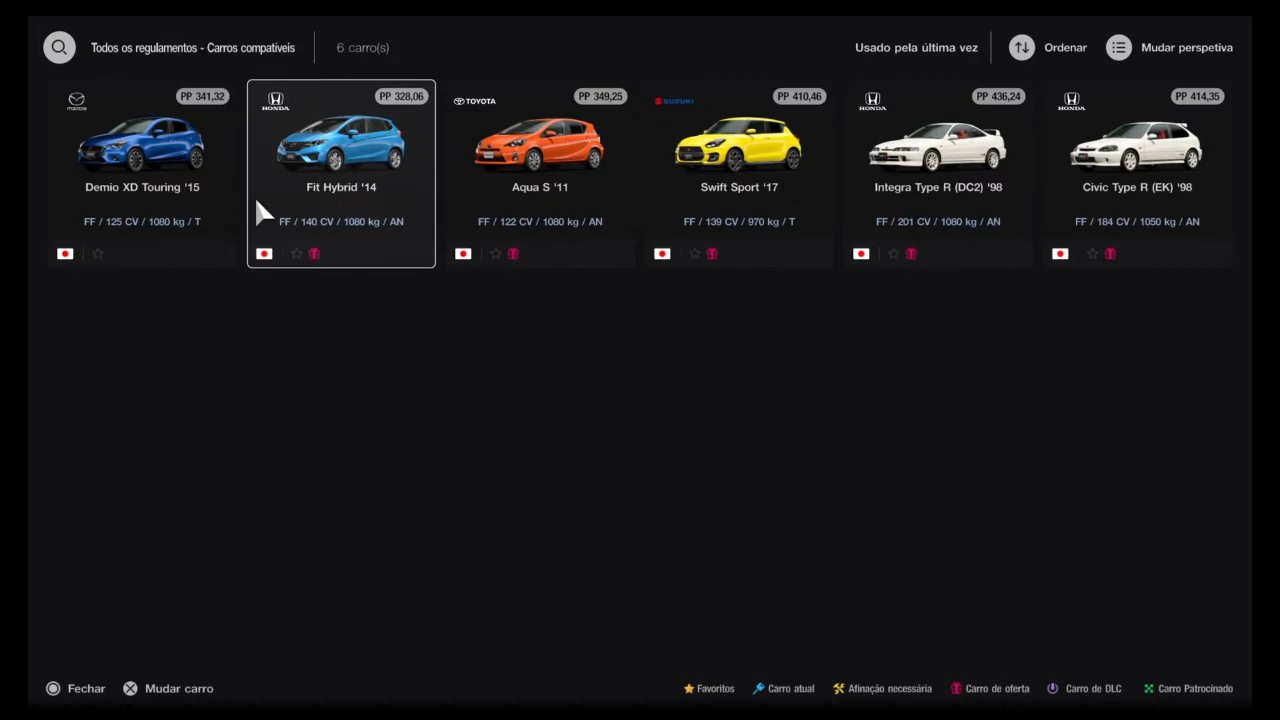 Todos os regulamentos - Carros compatíveis
6 carro(s)
Usado pela última vez
Ordenar
Mudar perspetiva
mazda
PP 341,32
Demio XD Touring '15
FF / 125 CV / 1080 kg / T
HONDA
PP 328,06
Fit Hybrid '14
FF / 140 CV / 1080 kg / AN
TOYOTA
PP 349,25
Aqua S '11
FF / 122 CV / 1080 kg / AN
SUZUKI
PP 410,46
Swift Sport '17
FF / 139 CV / 970 kg / T
HONDA
PP 436,24
Integra Type R (DC2) '98
FF / 201 CV / 1080 kg / AN
HONDA
PP 414,35
Civic Type R (EK) '98
FF / 184 CV / 1050 kg / AN
Fechar
Mudar carro
Favoritos
Carro atual
Afinação necessária
Carro de oferta
Carro de DLC
Carro Patrocinado